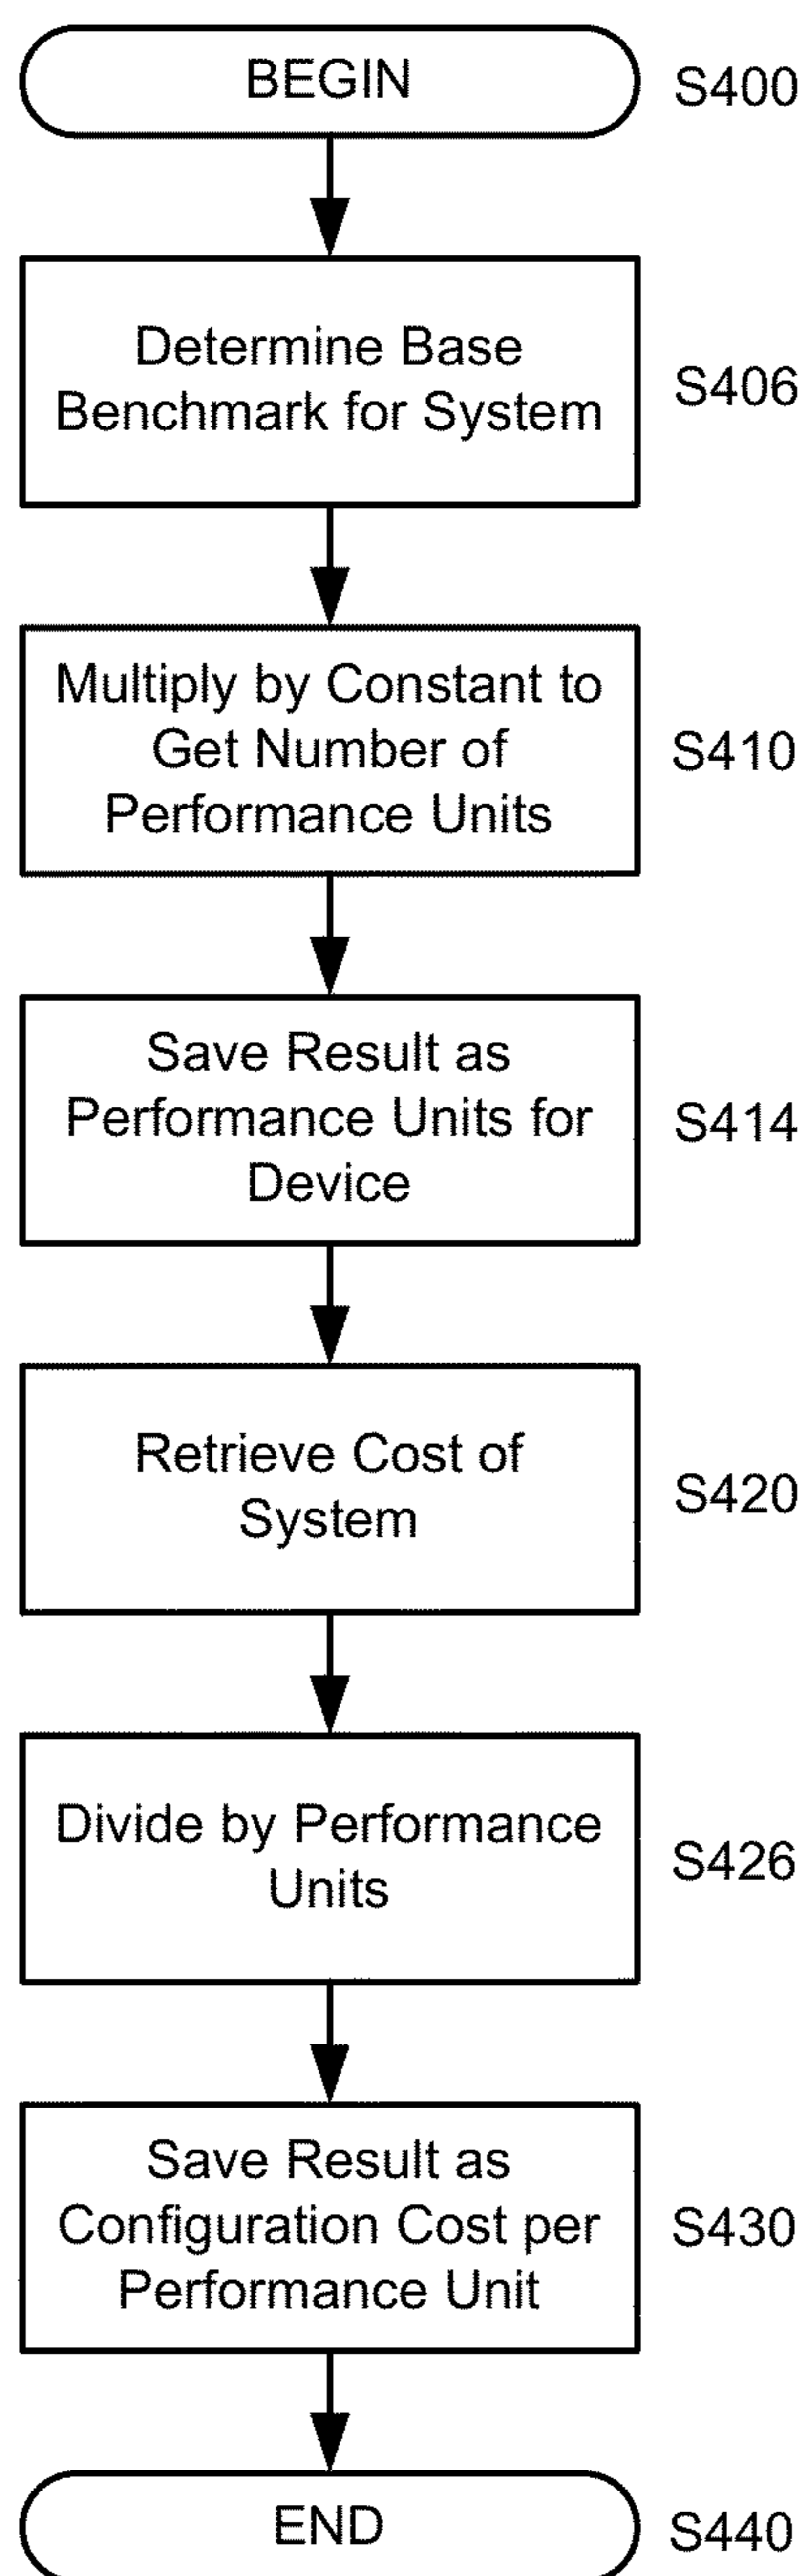 BEGIN
S400
Determine Base
Benchmark for System
S406
Multiply by Constant to
Get Number of
Performance Units
S410
Save Result as
Performance Units for
Device
S414
Retrieve Cost of
System
S420
Divide by Performance
Units
S426
Save Result as
Configuration Cost per
Performance Unit
S430
END
S440